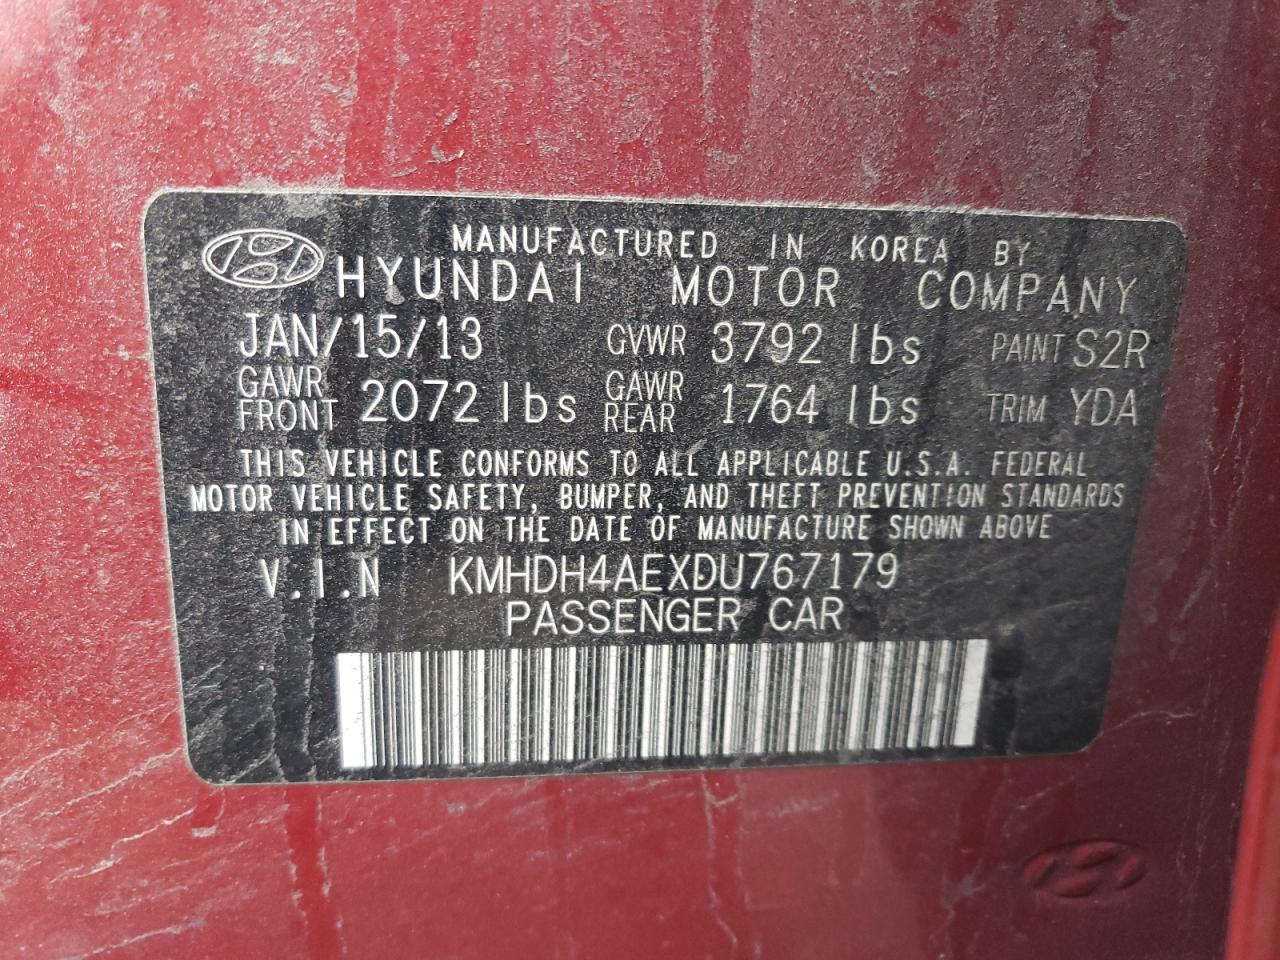 MANUFACTURED IN KOREA BY
HYUNDAI MOTOR COMPANY
JAN/15/13 GVWR 3792 lbs PAINT S2R
GAWR FRONT 2072 lbs GAWR REAR 1764 lbs TRIM YDA
THIS VEHICLE CONFORMS TO ALL APPLICABLE U.S.A. FEDERAL
MOTOR VEHICLE SAFETY, BUMPER, AND THEFT PREVENTION STANDARDS
IN EFFECT ON THE DATE OF MANUFACTURE SHOWN ABOVE
V.I.N KMHDH4AEXDU767179
PASSENGER CAR